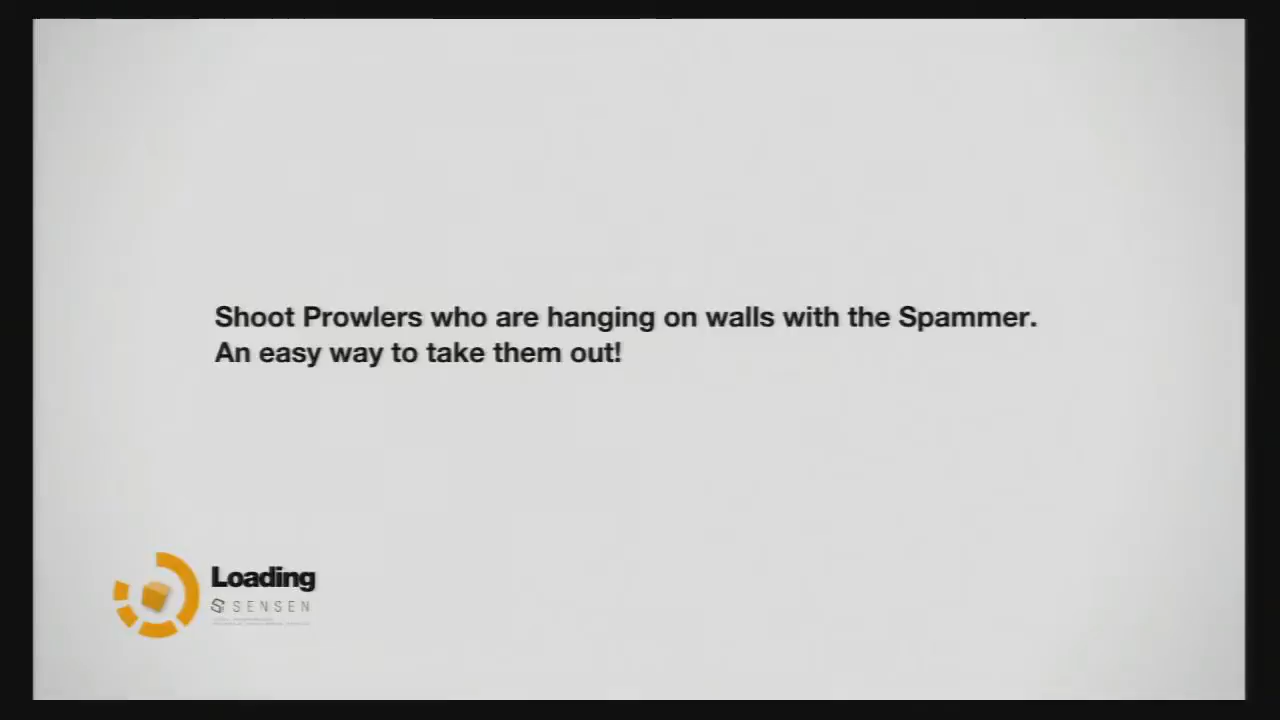 Shoot Prowlers who are hanging on walls with the Spammer.
An easy way to take them out!
Loading
SENSEN